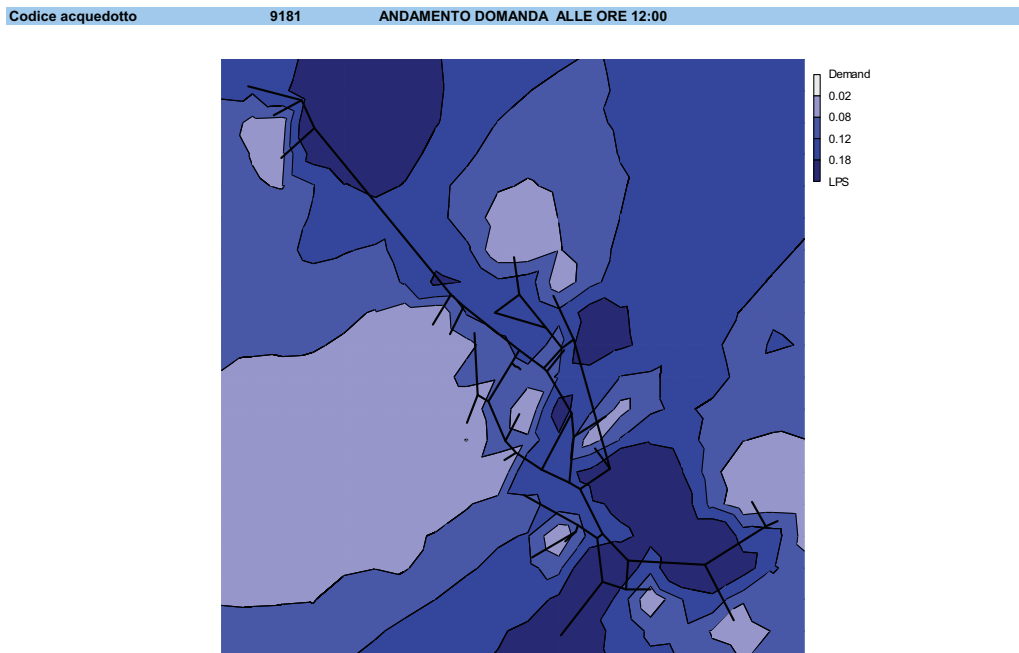 Codice acquedotto 9181 ANDAMENTO DOMANDA ALLE ORE 12:00
Demand
0.02
0.08
0.12
0.18
LPS